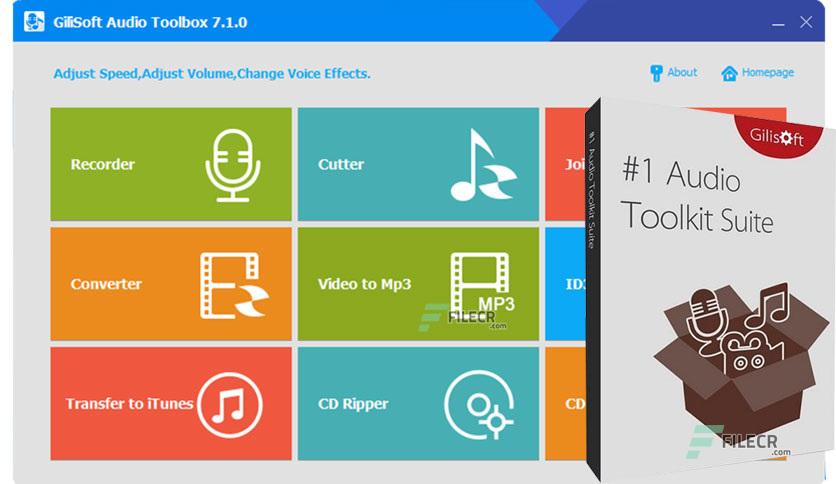 GiliSoft Audio Toolbox 7.1.0
Adjust Speed,Adjust Volume,Change Voice Effects.
About
Homepage
Recorder
Cutter
Joi
Converter
Video to Mp3
MP3
ID3
Transfer to iTunes
CD Ripper
CD
FILECR
.com
#1 Audio Toolkit Suite
Gilisoft
#1 Audio
Toolkit Suite
FILECR
.com